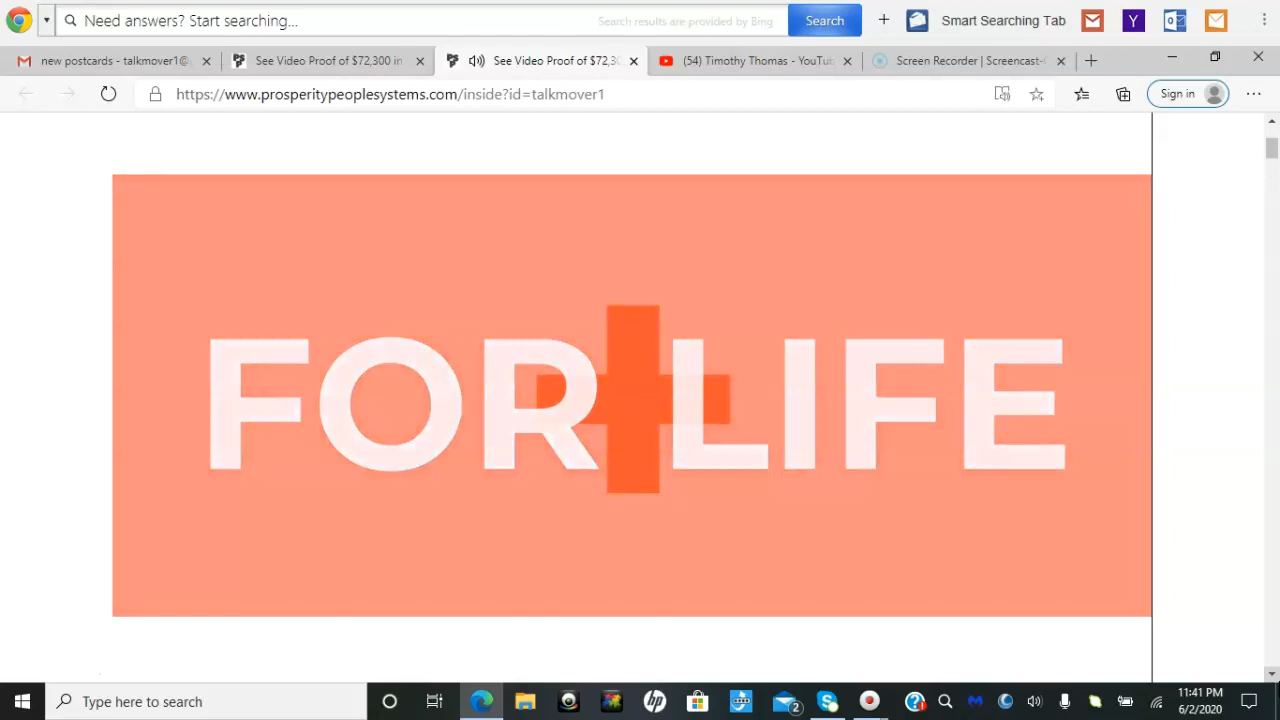 Need answers? Start searching...
Search results are provided by Bing
Search
Smart Searching Tab
Y
new postcards - talkmover1@
See Video Proof of $72,300 in
See Video Proof of $72,30
(54) Timothy Thomas - YouTub
Screen Recorder | Screencast-
https://www.prosperitypeoplesystems.com/inside?id=talkmover1
Sign in
FOR LIFE
Type here to search
hp
2
11:41 PM
6/2/2020